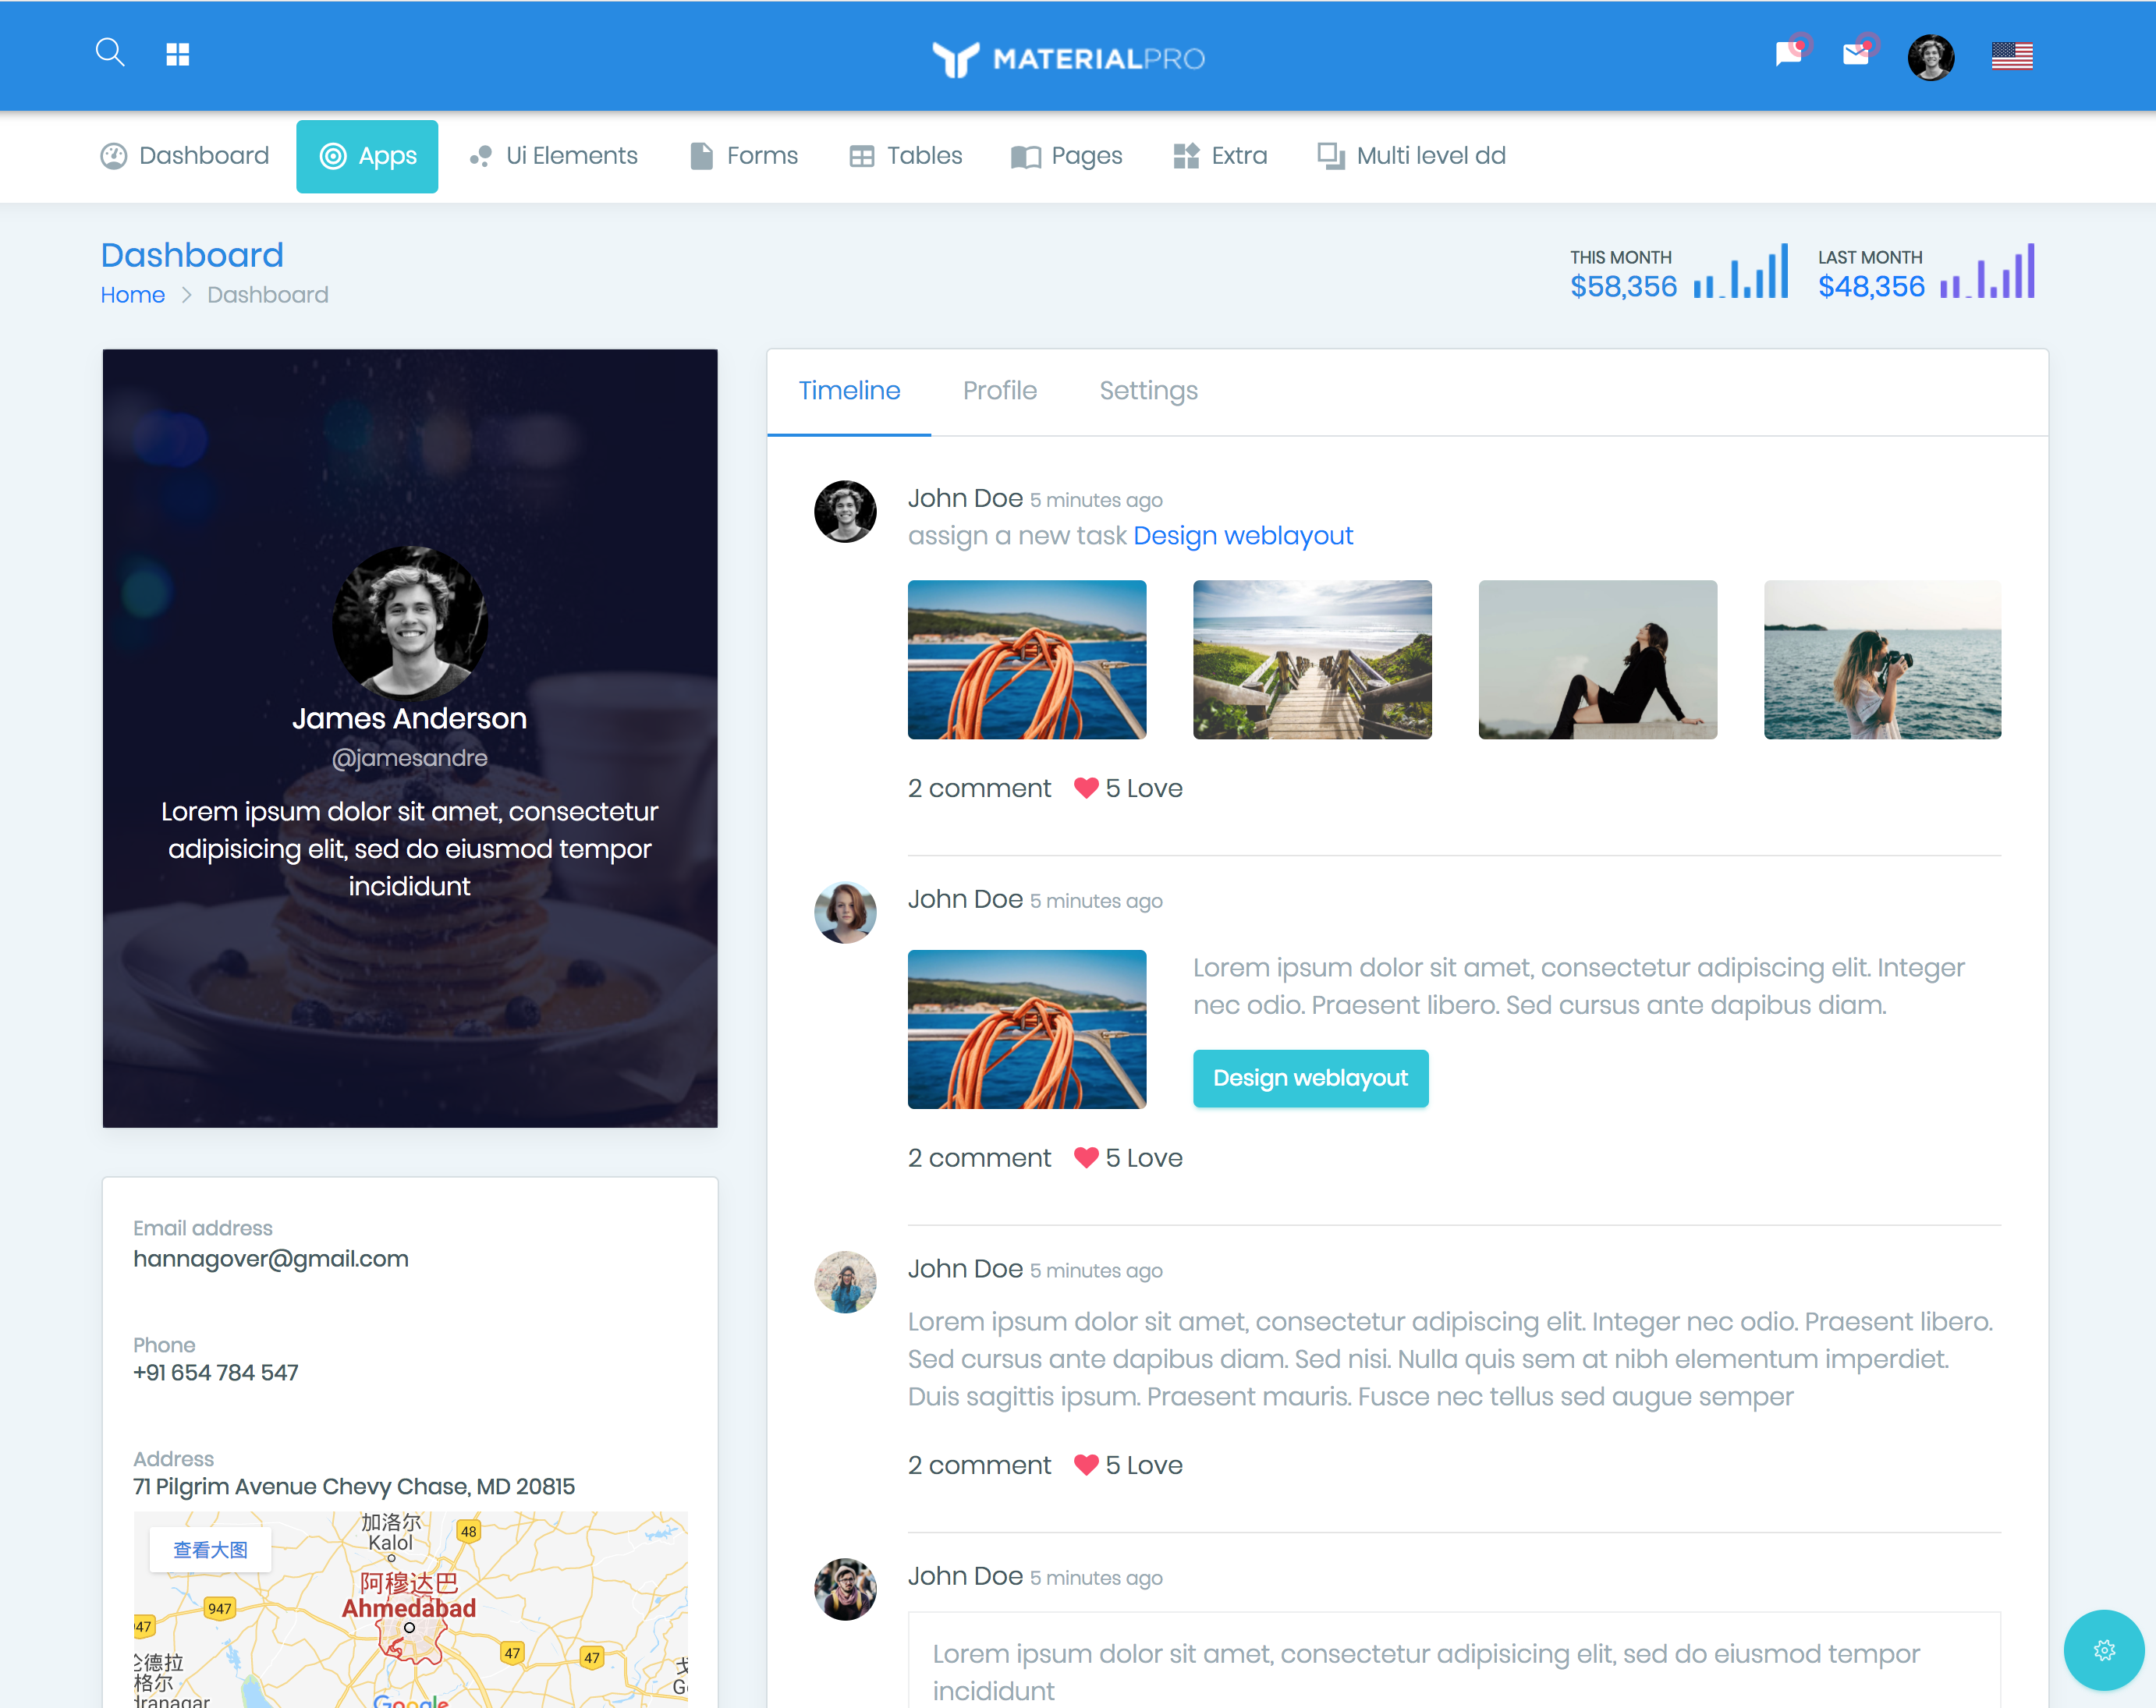 MATERIALPRO
Dashboard
Apps
Ui Elements
Forms
Tables
Pages
Extra
Multi level dd
Dashboard
Home > Dashboard
THIS MONTH
$58,356
LAST MONTH
$48,356
James Anderson
@jamesandre
Lorem ipsum dolor sit amet, consectetur
adipisicing elit, sed do eiusmod tempor
incididunt
Email address
hannagover@gmail.com
Phone
+91 654 784 547
Address
71 Pilgrim Avenue Chevy Chase, MD 20815
查看大图
加洛尔
Kalol
48
阿穆达巴
Ahmedabad
947
47
47
47
德拉
格尔
dranagar
Google
Timeline
Profile
Settings
John Doe 5 minutes ago
assign a new task Design weblayout
2 comment 5 Love
John Doe 5 minutes ago
Lorem ipsum dolor sit amet, consectetur adipiscing elit. Integer
nec odio. Praesent libero. Sed cursus ante dapibus diam.
Design weblayout
2 comment 5 Love
John Doe 5 minutes ago
Lorem ipsum dolor sit amet, consectetur adipiscing elit. Integer nec odio. Praesent libero.
Sed cursus ante dapibus diam. Sed nisi. Nulla quis sem at nibh elementum imperdiet.
Duis sagittis ipsum. Praesent mauris. Fusce nec tellus sed augue semper
2 comment 5 Love
John Doe 5 minutes ago
Lorem ipsum dolor sit amet, consectetur adipisicing elit, sed do eiusmod tempor
incididunt